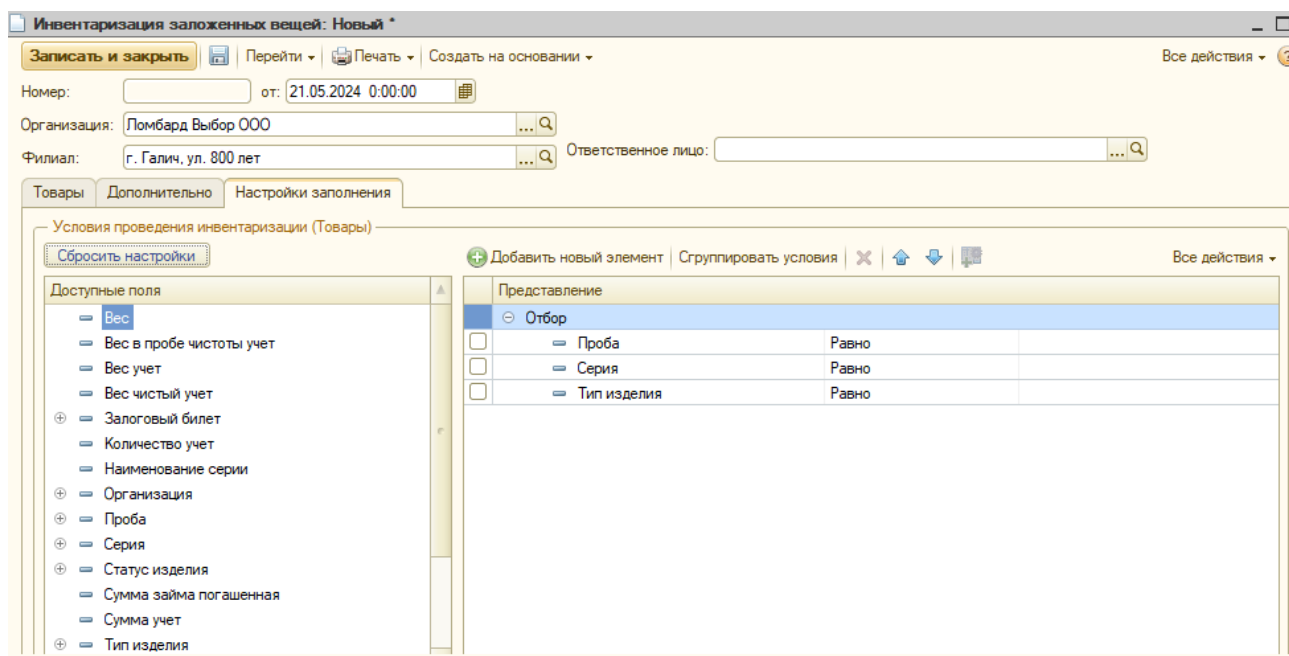 Инвентаризация заложенных вещей: Новый *
Записать и закрыть Перейти Печать Создать на основании Все действия ?
Номер: от: 21.05.2024 0:00:00
Организация: Ломбард Выбор ООО ...
Филиал: г. Галич, ул. 800 лет ... Ответственное лицо: ...
Товары Дополнительно Настройки заполнения
Условия проведения инвентаризации (Товары)
Сбросить настройки Добавить новый элемент Сгруппировать условия Все действия
Доступные поля Представление
Вес Отбор
Вес в пробе чистоты учет Проба Равно
Вес учет Серия Равно
Вес чистый учет Тип изделия Равно
Залоговый билет
Количество учет
Наименование серии
Организация
Проба
Серия
Статус изделия
Сумма займа погашенная
Сумма учет
Тип изделия